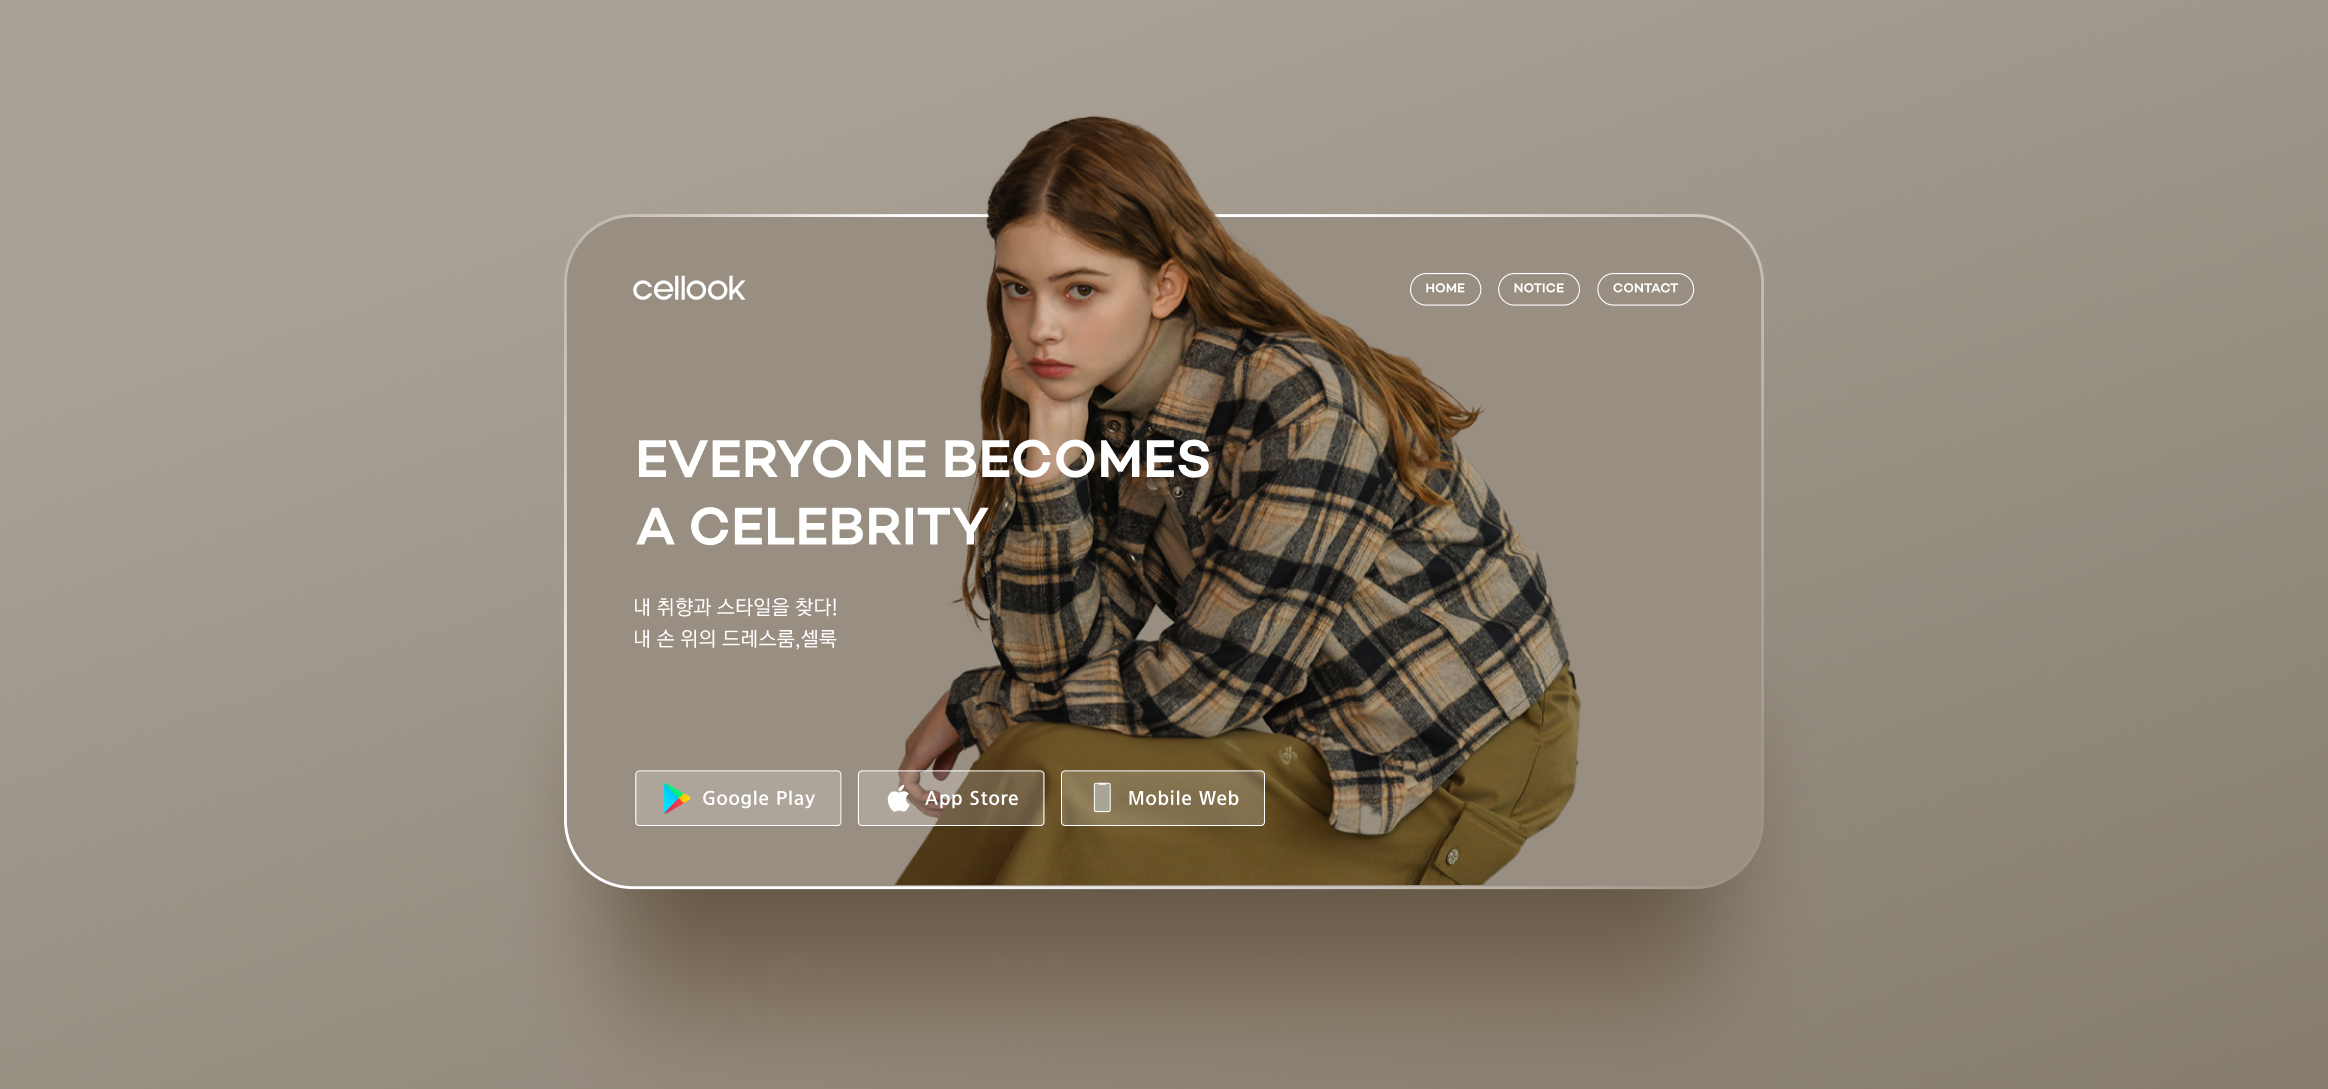 cellook
HOME
NOTICE
CONTACT
EVERYONE BECOMES
A CELEBRITY
내 취향과 스타일을 찾다!
내 손 위의 드레스룸,셀룩
Google Play
App Store
Mobile Web